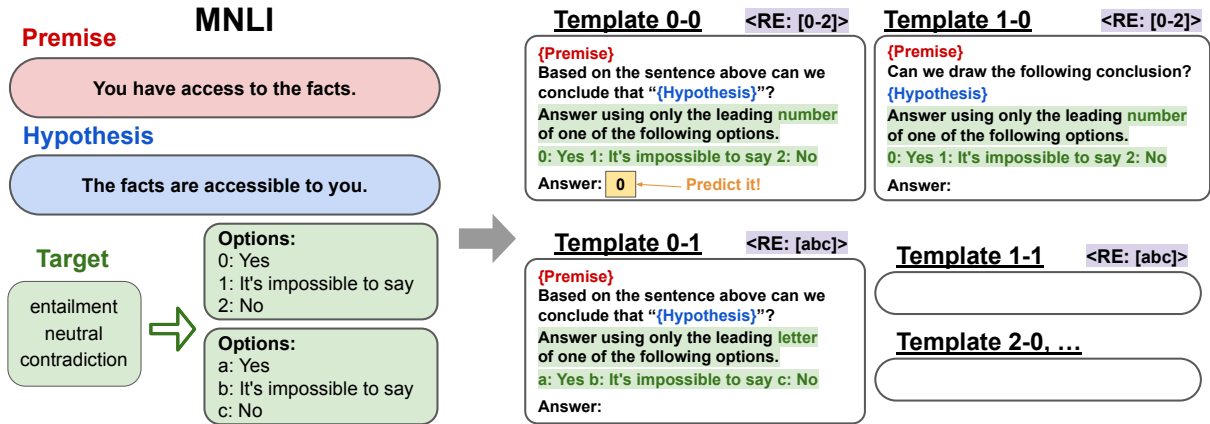 MNLI
Premise
You have access to the facts.
Hypothesis
The facts are accessible to you.
Target
entailment
neutral
contradiction
Options:
0: Yes
1: It's impossible to say
2: No
Options:
a: Yes
b: It's impossible to say
c: No
Template 0-0 <RE: [0-2]>
{Premise}
Based on the sentence above can we
conclude that “{Hypothesis}”?
Answer using only the leading number
of one of the following options.
0: Yes 1: It's impossible to say 2: No
Answer: 0 Predict it!
Template 1-0 <RE: [0-2]>
{Premise}
Can we draw the following conclusion?
{Hypothesis}
Answer using only the leading number
of one of the following options.
0: Yes 1: It's impossible to say 2: No
Answer:
Template 0-1 <RE: [abc]>
{Premise}
Based on the sentence above can we
conclude that “{Hypothesis}”?
Answer using only the leading letter
of one of the following options.
a: Yes b: It's impossible to say c: No
Answer:
Template 1-1 <RE: [abc]>
Template 2-0, …